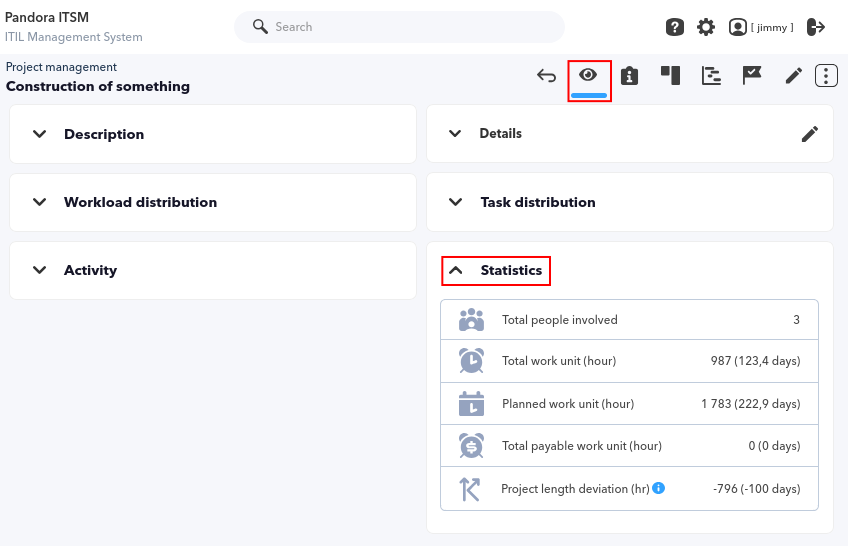 Pandora ITSM
ITIL Management System
Search
[ jimmy ]
Project management
Construction of something
Description
Details
Workload distribution
Task distribution
Activity
Statistics
Total people involved 3
Total work unit (hour) 987 (123,4 days)
Planned work unit (hour) 1 783 (222,9 days)
Total payable work unit (hour) 0 (0 days)
Project length deviation (hr) -796 (-100 days)